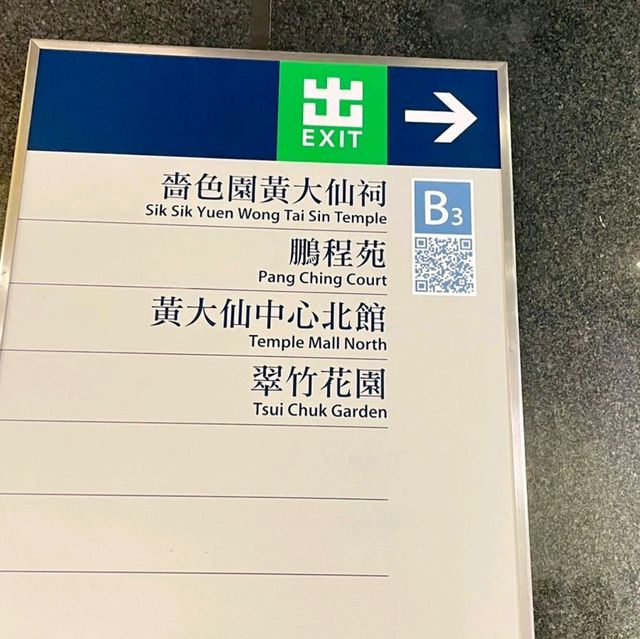 出
EXIT
嗇色園黃大仙祠
Sik Sik Yuen Wong Tai Sin Temple
B3
鵬程苑
Pang Ching Court
黃大仙中心北館
Temple Mall North
翠竹花園
Tsui Chuk Garden